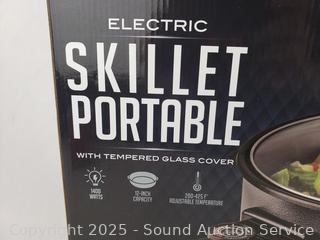 ELECTRIC
SKILLET
PORTABLE
WITH TEMPERED GLASS COVER
1400
WATTS
12-INCH
CAPACITY
200-425 F°
ADJUSTABLE TEMPERATURE
Copyright 2025 - Sound Auction Service